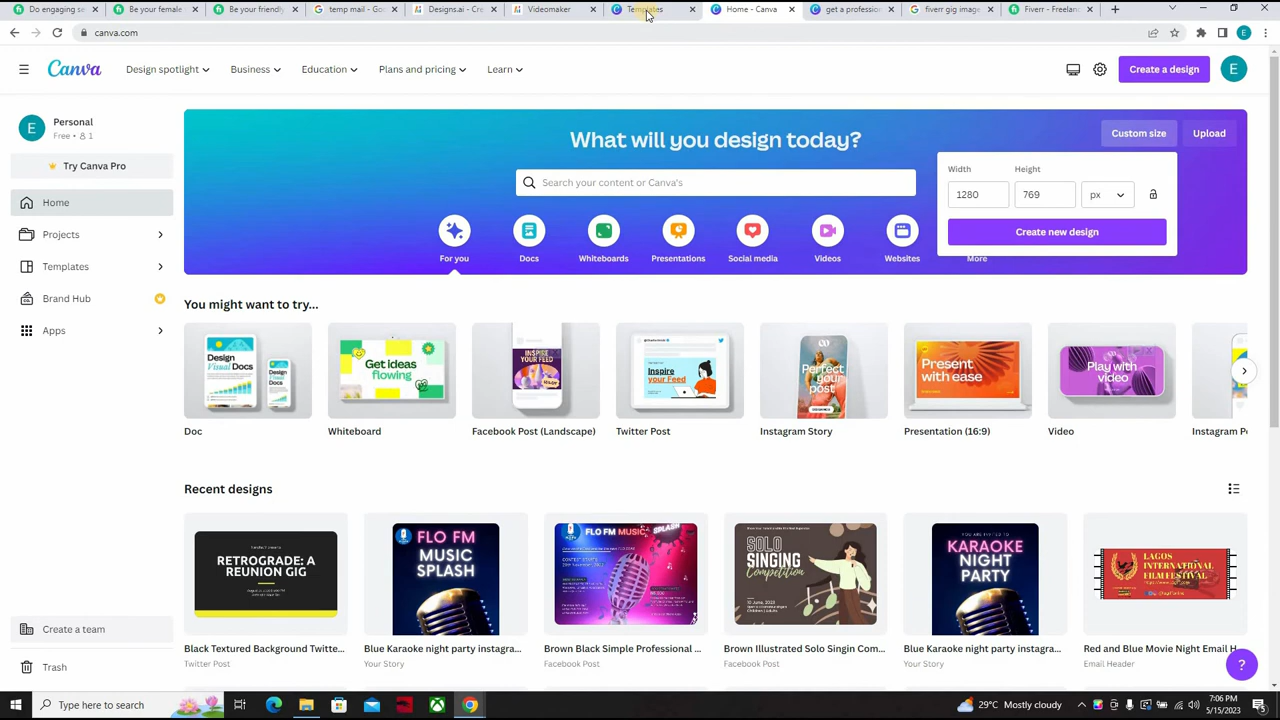 Do engaging se
Be your female
Be your friendly
temp mail - Goo
Designs.ai - Cre
Videomaker
Templates
Home - Canva
get a profession
fiverr gig image
Fiverr - Freelanc
canva.com
Canva
Design spotlight
Business
Education
Plans and pricing
Learn
Create a design
E
E
Personal
Free • 1
Try Canva Pro
Home
Projects
Templates
Brand Hub
Apps
Create a team
Trash
What will you design today?
Search your content or Canva's
Custom size
Upload
Width
Height
1280
769
px
Create new design
For you
Docs
Whiteboards
Presentations
Social media
Videos
Websites
More
You might want to try...
Design
Visual Docs
Get ideas
flowing
INSPIRE
YOUR FEED
Inspire
your Feed
Perfect
your
post
Present
with ease
Play with
video
Doc
Whiteboard
Facebook Post (Landscape)
Twitter Post
Instagram Story
Presentation (16:9)
Video
Instagram Po
Recent designs
RETROGRADE: A
REUNION GIG
FLO FM
MUSIC
SPLASH
FLO FM MUSIC SPLASH
SOLO
SINGING
Competition
KARAOKE
NIGHT
PARTY
LAGOS
INTERNATIONAL
FILM FESTIVAL
Black Textured Background Twitte...
Twitter Post
Blue Karaoke night party instagra...
Your Story
Brown Black Simple Professional ...
Facebook Post
Brown Illustrated Solo Singin Com...
Facebook Post
Blue Karaoke night party instagra...
Your Story
Red and Blue Movie Night Email H
Email Header
?
Type here to search
29°C Mostly cloudy
7:06 PM
5/15/2023